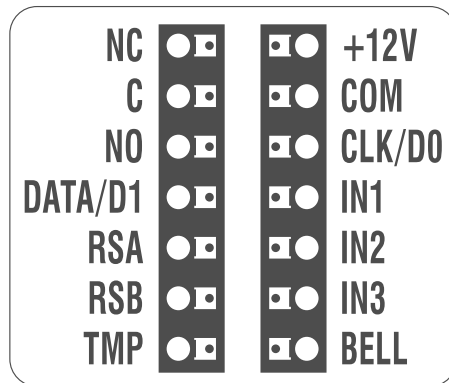 NC
C
NO
DATA/D1
RSA
RSB
TMP
+12V
COM
CLK/D0
IN1
IN2
IN3
BELL